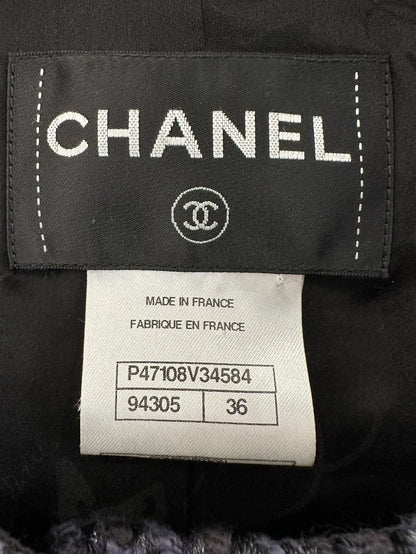 CHANEL
MADE IN FRANCE
FABRIQUE EN FRANCE
P47108V34584
94305 36